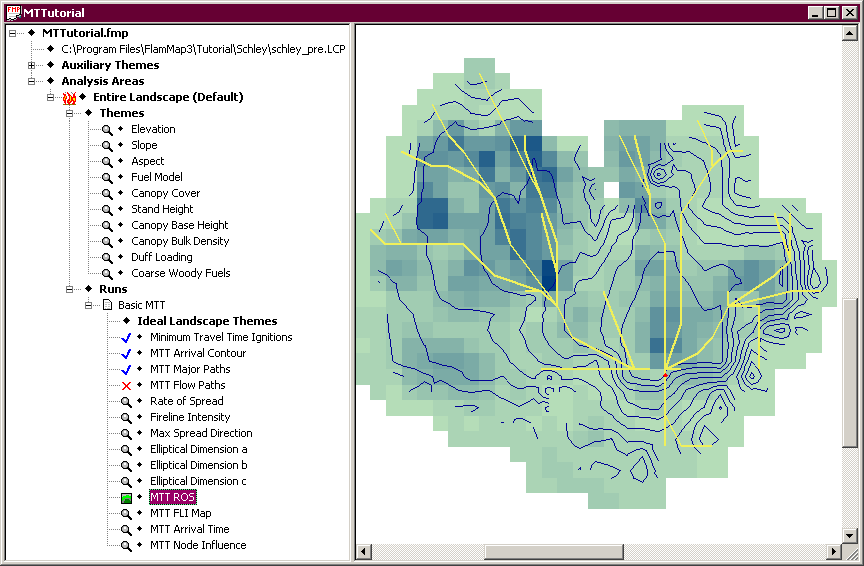 MTTutorial
MTTutorial.fmp
C:\Program Files\FlamMap3\Tutorial\Schley\schley_pre.LCP
Auxiliary Themes
Analysis Areas
Entire Landscape (Default)
Themes
Elevation
Slope
Aspect
Fuel Model
Canopy Cover
Stand Height
Canopy Base Height
Canopy Bulk Density
Duff Loading
Coarse Woody Fuels
Runs
Basic MTT
Ideal Landscape Themes
Minimum Travel Time Ignitions
MTT Arrival Contour
MTT Major Paths
MTT Flow Paths
Rate of Spread
Fireline Intensity
Max Spread Direction
Elliptical Dimension a
Elliptical Dimension b
Elliptical Dimension c
MTT ROS
MTT FLI Map
MTT Arrival Time
MTT Node Influence